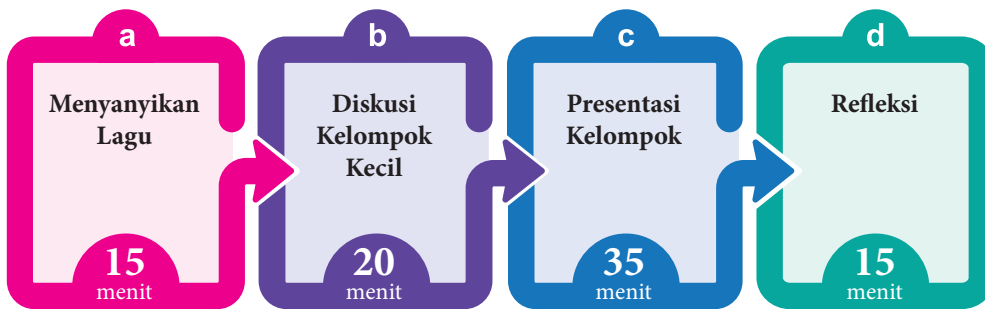 a
Menyanyikan
Lagu
15
menit
b
Diskusi
Kelompok
Kecil
20
menit
c
Presentasi
Kelompok
35
menit
d
Refleksi
15
menit